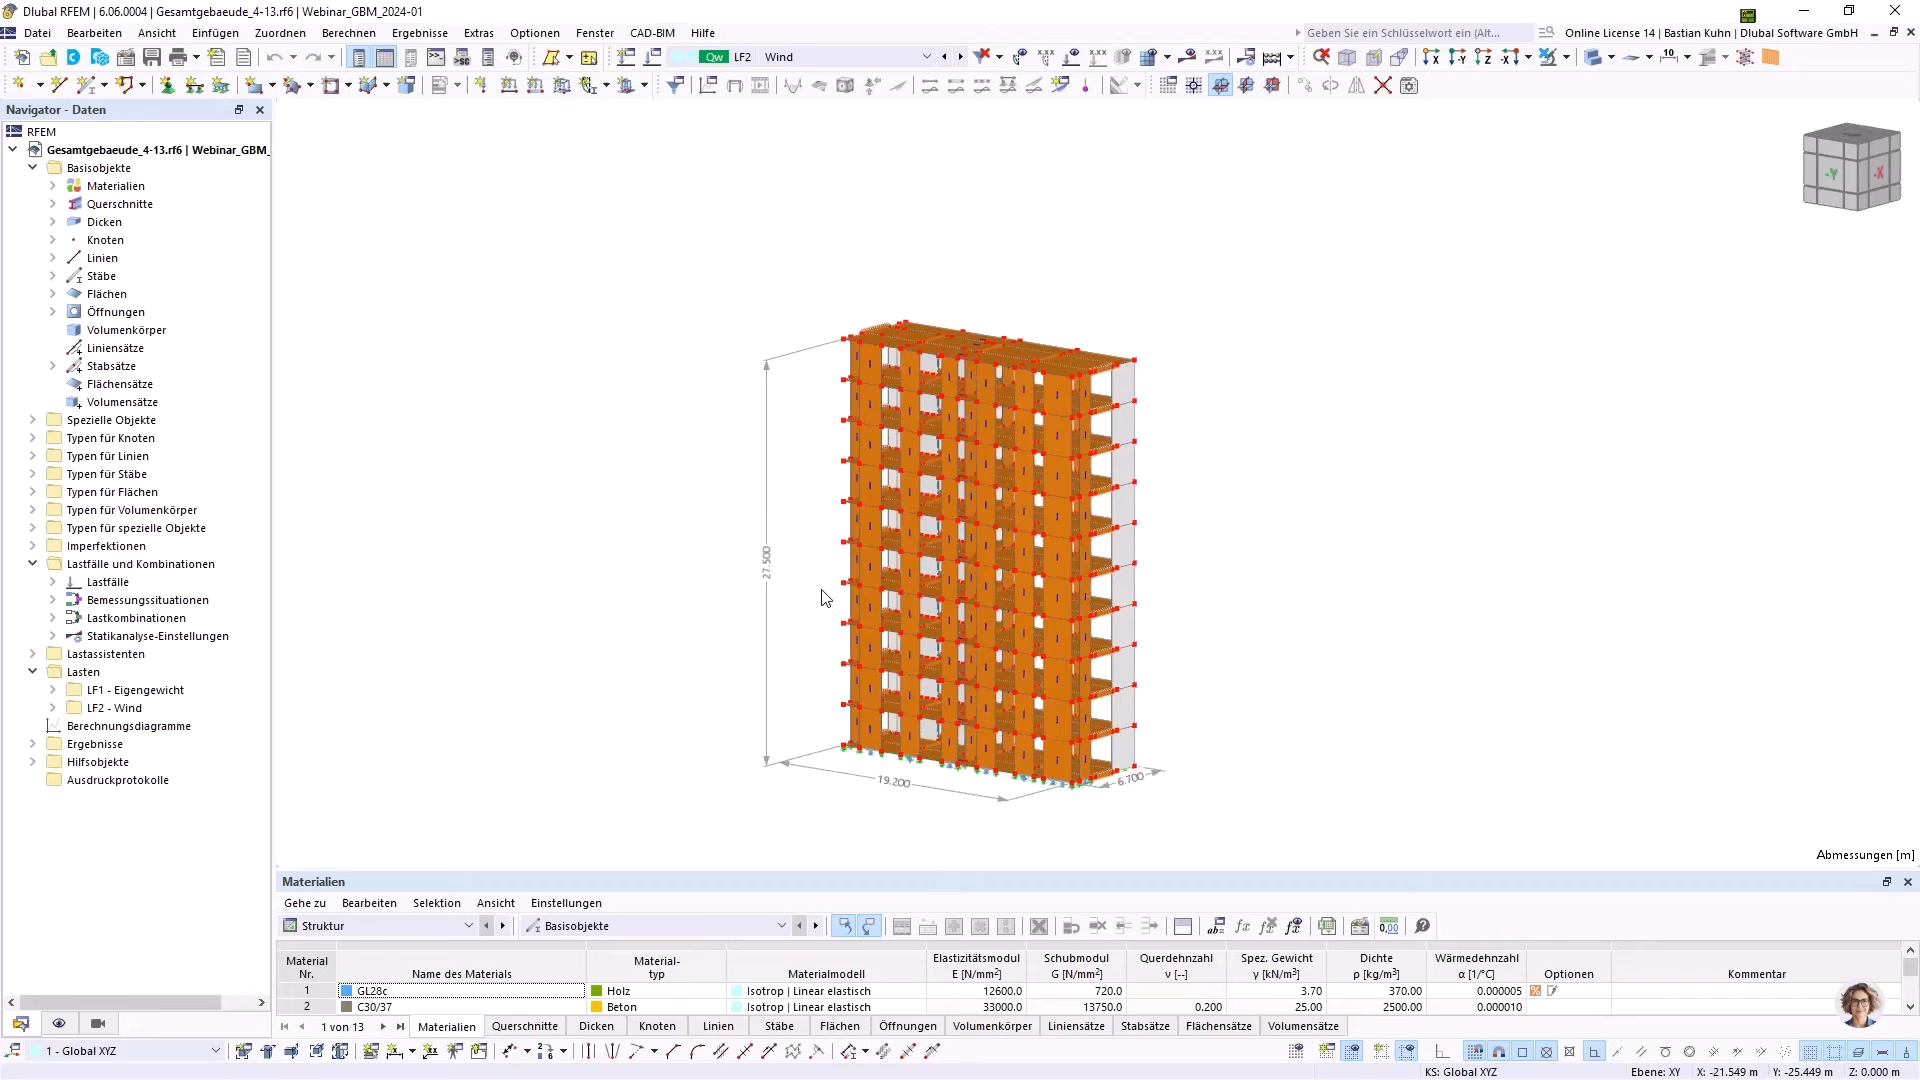 Dlubal RFEM | 6.06.0004 | Gesamtgebaeude_4-13.rf6 | Webinar_GBM_2024-01
Datei Bearbeiten Ansicht Einfügen Zuordnen Berechnen Ergebnisse Extras Optionen Fenster CAD-BIM Hilfe
Geben Sie ein Schlüsselwort ein (Alt...
Online License 14 | Bastian Kuhn | Dlubal Software GmbH
Qw LF2 Wind
Navigator - Daten
RFEM
Gesamtgebaeude_4-13.rf6 | Webinar_GBM_
Basisobjekte
Materialien
Querschnitte
Dicken
Knoten
Linien
Stäbe
Flächen
Öffnungen
Volumenkörper
Liniensätze
Stabsätze
Flächensätze
Volumensätze
Spezielle Objekte
Typen für Knoten
Typen für Linien
Typen für Stäbe
Typen für Flächen
Typen für Volumenkörper
Typen für spezielle Objekte
Imperfektionen
Lastfälle und Kombinationen
Lastfälle
Bemessungssituationen
Lastkombinationen
Statikanalyse-Einstellungen
Lastassistenten
Lasten
LF1 - Eigengewicht
LF2 - Wind
Berechnungsdiagramme
Ergebnisse
Hilfsobjekte
Ausdruckprotokolle
-Y -X
27.500
19.200
6.700
Abmessungen [m]
Materialien
Gehe zu Bearbeiten Selektion Ansicht Einstellungen
Struktur Basisobjekte
Material Nr. Name des Materials Material-typ Materialmodell Elastizitätsmodul E [N/mm²] Schubmodul G [N/mm²] Querdehnzahl ν [--] Spez. Gewicht γ [kN/m³] Dichte ρ [kg/m³] Wärmedehnzahl α [1/°C] Optionen Kommentar
1 GL28c Holz Isotrop | Linear elastisch 12600.0 720.0 3.70 370.00 0.000005
2 C30/37 Beton Isotrop | Linear elastisch 33000.0 13750.0 0.200 25.00 2500.00 0.000010
1 von 13 Materialien Querschnitte Dicken Knoten Linien Stäbe Flächen Öffnungen Volumenkörper Liniensätze Stabsätze Flächensätze Volumensätze
1 - Global XYZ
KS: Global XYZ Ebene: XY X: -21.549 m Y: -25.449 m Z: 0.000 m